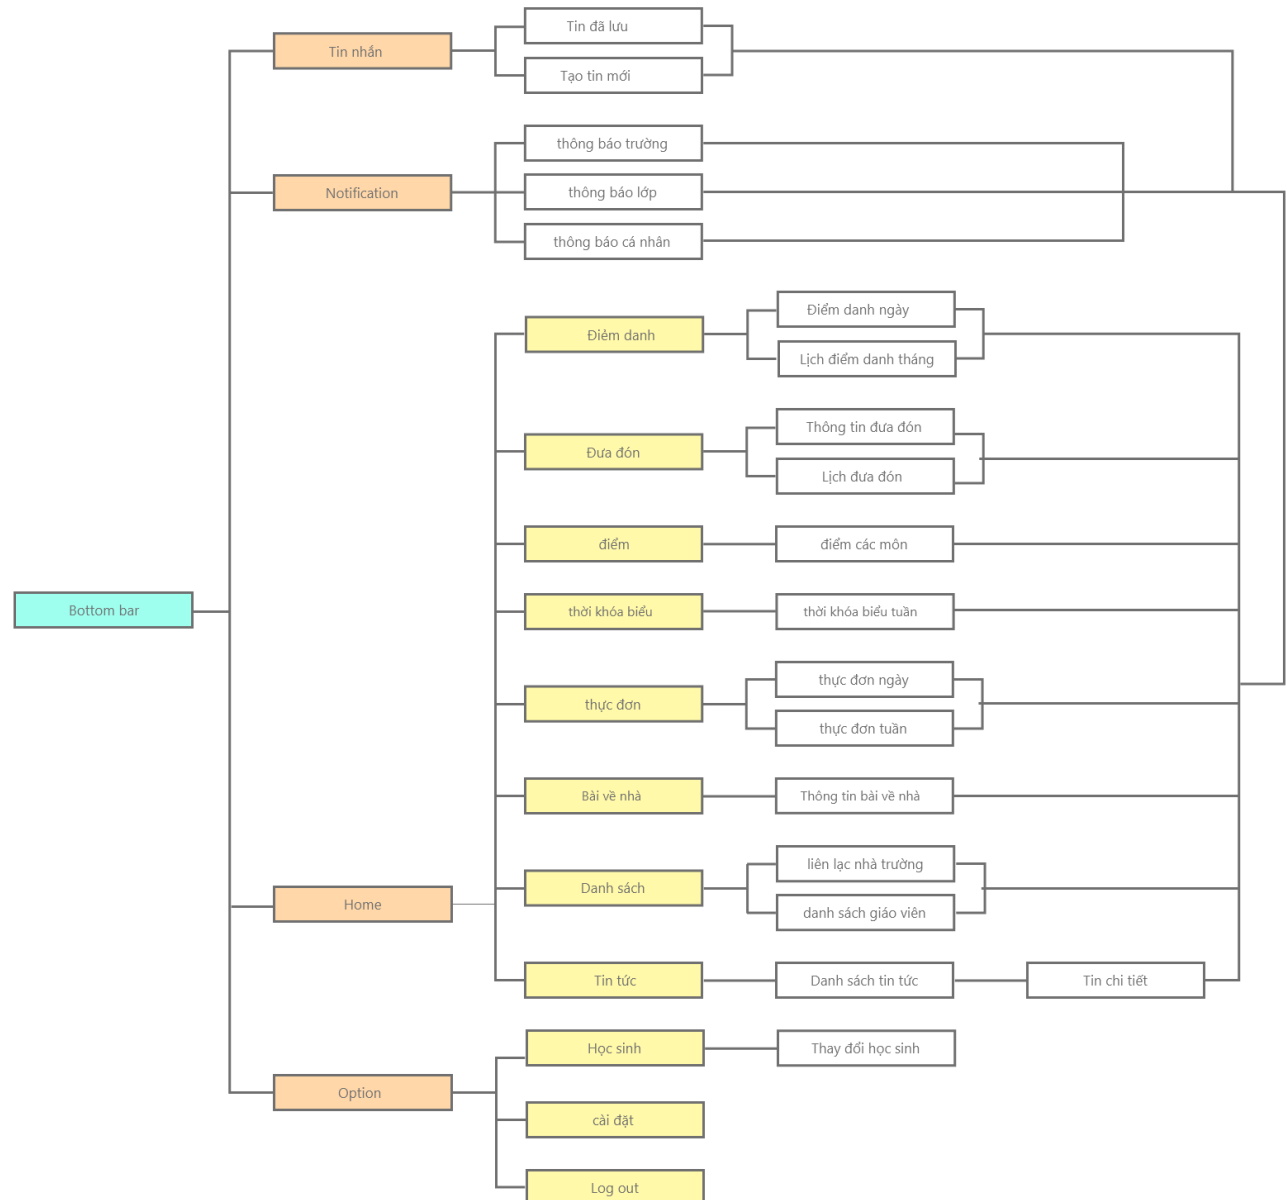 Tin đã lưu
Tin nhắn
Tạo tin mới
thông báo trường
Notification
thông báo lớp
thông báo cá nhân
Điểm danh ngày
Điẻm danh
Lịch điểm danh tháng
Thông tin đưa đón
Đưa đón
Lịch đưa đón
điểm
điểm các môn
Bottom bar
thời khóa biểu
thời khóa biểu tuần
thực đơn ngày
thực đơn
thực đơn tuần
Bài về nhà
Thông tin bài về nhà
liên lạc nhà trường
Danh sách
Home
danh sách giáo viên
Tin tức
Danh sách tin tức
Tin chi tiết
Học sinh
Thay đổi học sinh
Option
cài đặt
Log out